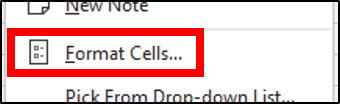 New Note
Format Cells...
Pick From Drop-down List...